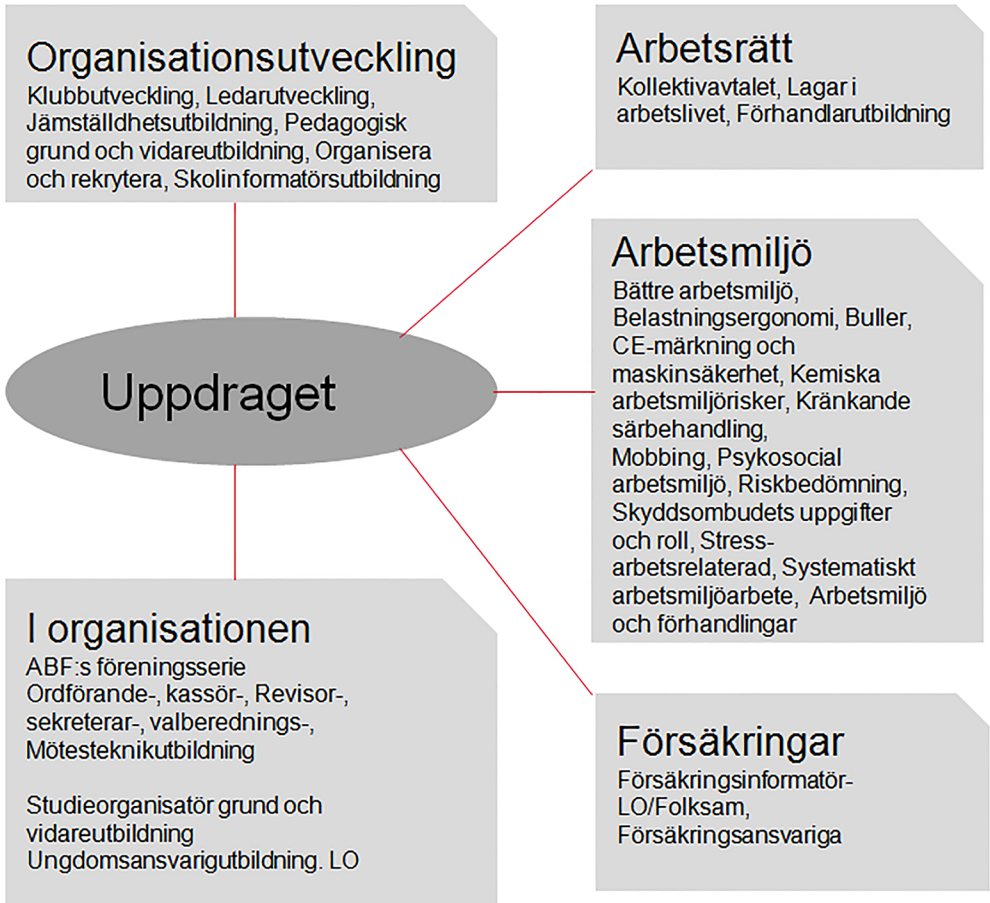 Organisationsutveckling
Klubbutveckling, Ledarutveckling,
Jämställdhetsutbildning, Pedagogisk
grund och vidareutbildning, Organisera
och rekrytera, Skolinformatörsutbildning
Arbetsrätt
Kollektivavtalet, Lagar i
arbetslivet, Förhandlarutbildning
Arbetsmiljö
Bättre arbetsmiljö,
Belastningsergonomi, Buller,
CE-märkning och
maskinsäkerhet, Kemiska
arbetsmiljörisker, Kränkande
särbehandling,
Mobbing, Psykosocial
arbetsmiljö, Riskbedömning,
Skyddsombudets uppgifter
och roll, Stress-
arbetsrelaterad, Systematiskt
arbetsmiljöarbete, Arbetsmiljö
och förhandlingar
Uppdraget
I organisationen
ABF:s föreningsserie
Ordförande-, kassör-, Revisor-,
sekreterar-, valberednings-,
Mötesteknikutbildning
Studieorganisatör grund och
vidareutbildning
Ungdomsansvarigutbildning. LO
Försäkringar
Försäkringsinformatör-
LO/Folksam,
Försäkringsansvariga